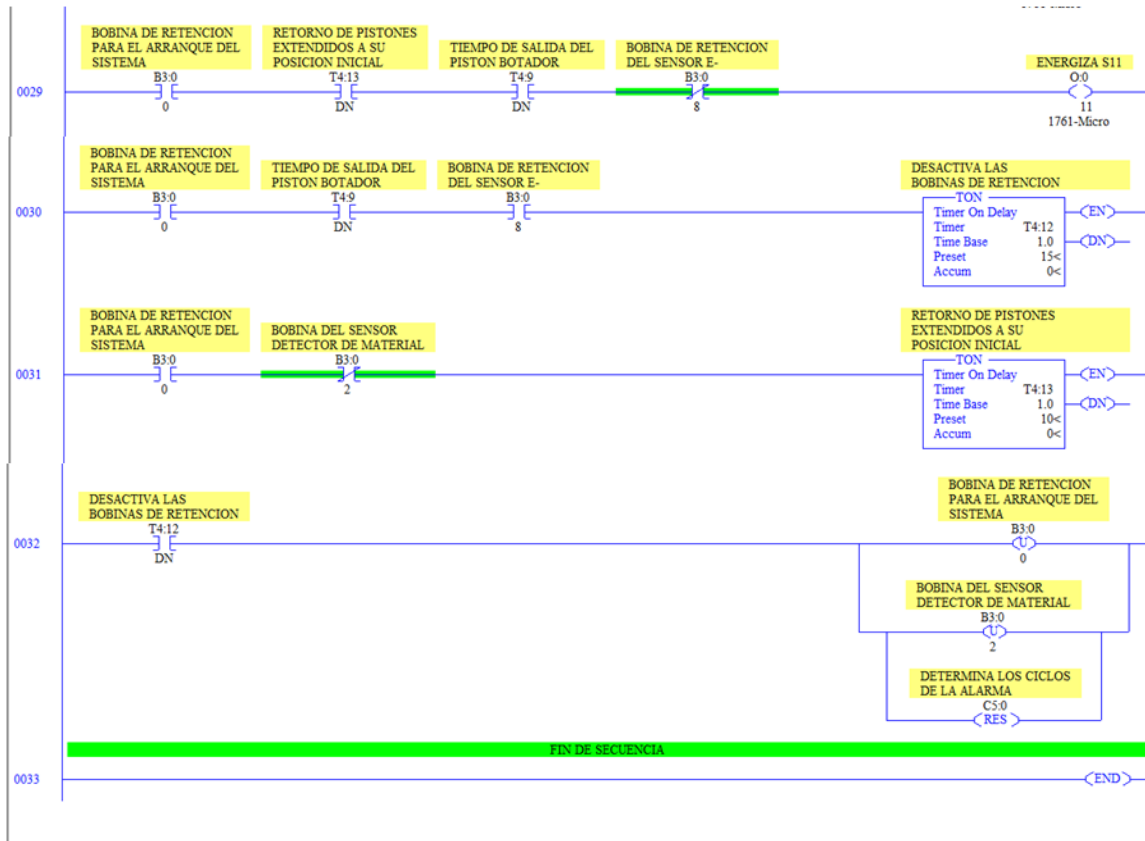 BOBINA DE RETENCION
PARA EL ARRANQUE DEL
SISTEMA
B3:0
0
RETORNO DE PISTONES
EXTENDIDOS A SU
POSICION INICIAL
T4:13
DN
TIEMPO DE SALIDA DEL
PISTON BOTADOR
T4:9
DN
BOBINA DE RETENCION
DEL SENSOR E-
B3:0
8
ENERGIZA S11
O:0
11
1761-Micro
0029
BOBINA DE RETENCION
PARA EL ARRANQUE DEL
SISTEMA
B3:0
0
TIEMPO DE SALIDA DEL
PISTON BOTADOR
T4:9
DN
BOBINA DE RETENCION
DEL SENSOR E-
B3:0
8
DESACTIVA LAS
BOBINAS DE RETENCION
TON
Timer On Delay
Timer T4:12
Time Base 1.0
Preset 15<
Accum 0<
EN
DN
0030
BOBINA DE RETENCION
PARA EL ARRANQUE DEL
SISTEMA
B3:0
0
BOBINA DEL SENSOR
DETECTOR DE MATERIAL
B3:0
2
RETORNO DE PISTONES
EXTENDIDOS A SU
POSICION INICIAL
TON
Timer On Delay
Timer T4:13
Time Base 1.0
Preset 10<
Accum 0<
EN
DN
0031
DESACTIVA LAS
BOBINAS DE RETENCION
T4:12
DN
BOBINA DE RETENCION
PARA EL ARRANQUE DEL
SISTEMA
B3:0
U
0
BOBINA DEL SENSOR
DETECTOR DE MATERIAL
B3:0
U
2
DETERMINA LOS CICLOS
DE LA ALARMA
C5:0
RES
0032
FIN DE SECUENCIA
0033
END